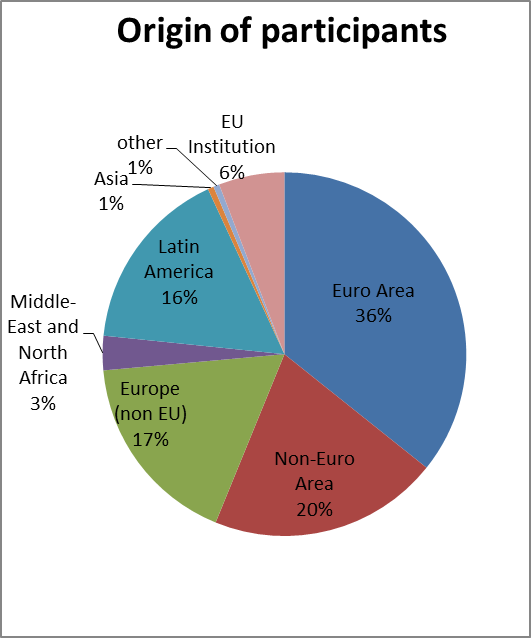 Origin of participants
EU
Institution
6%
other
1%
Asia
1%
Latin
America
16%
Euro Area
36%
Middle-
East and
North
Africa
3%
Europe
(non EU)
17%
Non-Euro
Area
20%